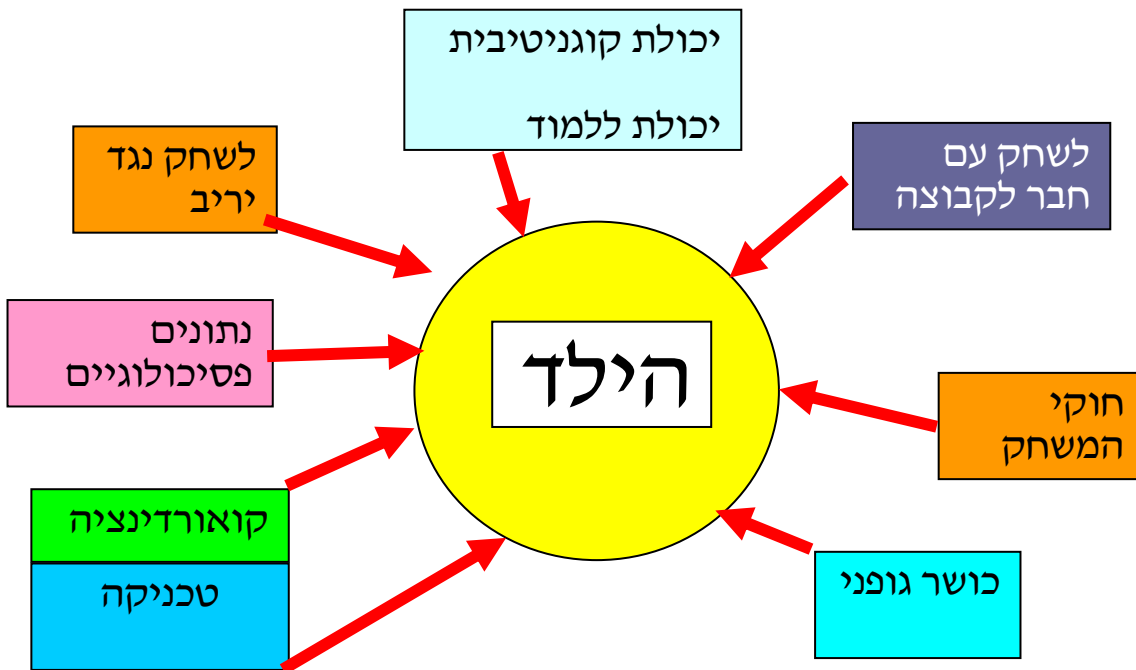 יכולת קוגניטיבית
יכולת ללמוד
לשחק עם
חבר לקבוצה
לשחק נגד
יריב
הילד
נתונים
פסיכולוגיים
חוקי
המשחק
קואורדינציה
טכניקה
כושר גופני